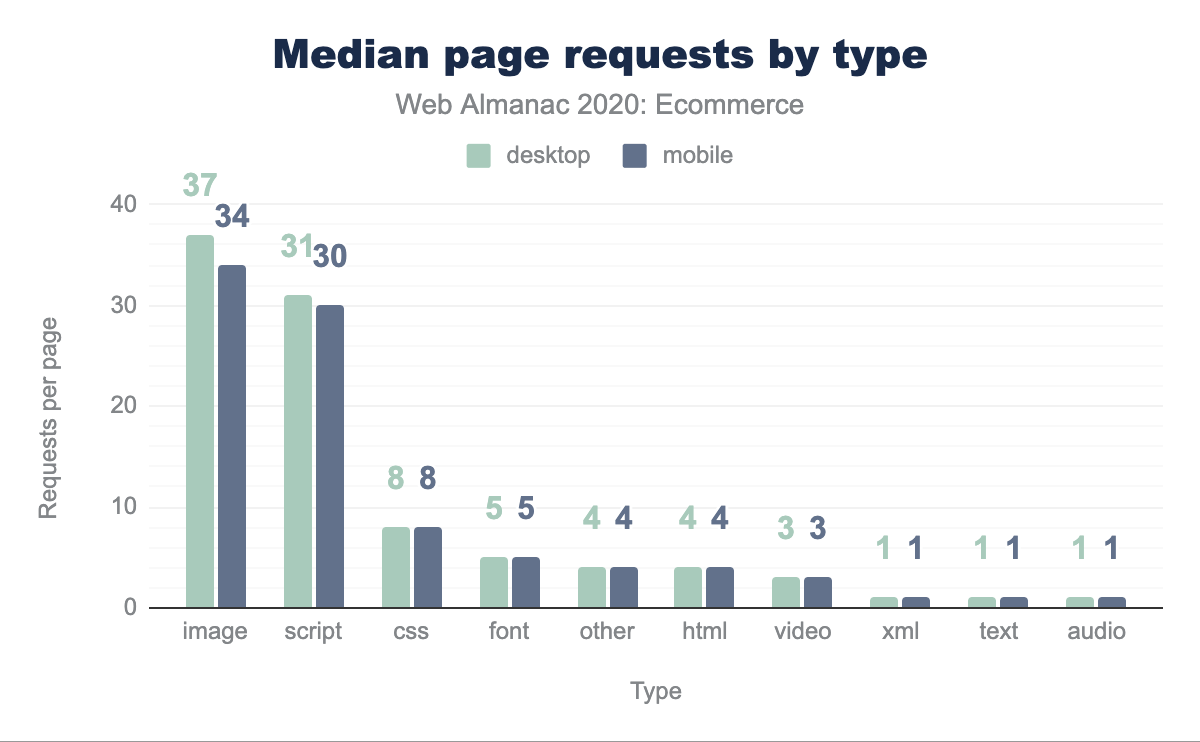 Median page requests by type
Web Almanac 2020: Ecommerce
desktop mobile
37
34
31 30
8 8
5 5
4 4
4 4
3 3
1 1
1 1
1 1
40
30
20
10
0
Requests per page
image script css font other html video xml text audio
Type